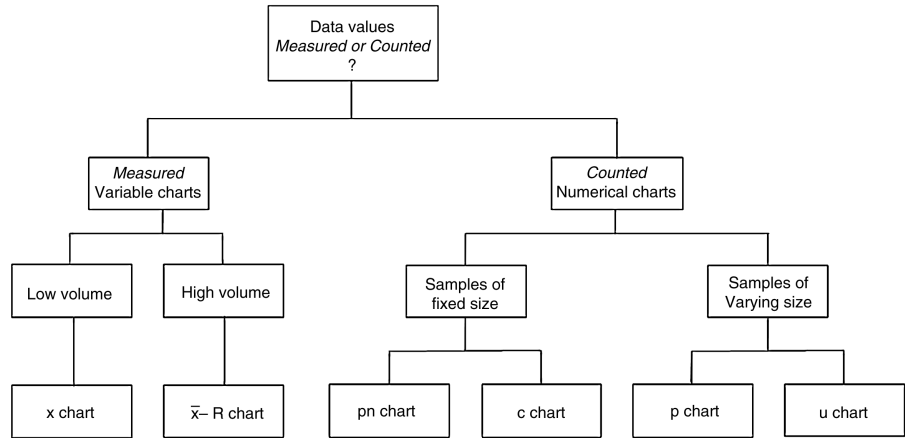 Data values
Measured or Counted
?
Measured
Variable charts
Counted
Numerical charts
Low volume
High volume
Samples of
fixed size
Samples of
Varying size
x chart
x̅– R chart
pn chart
c chart
p chart
u chart